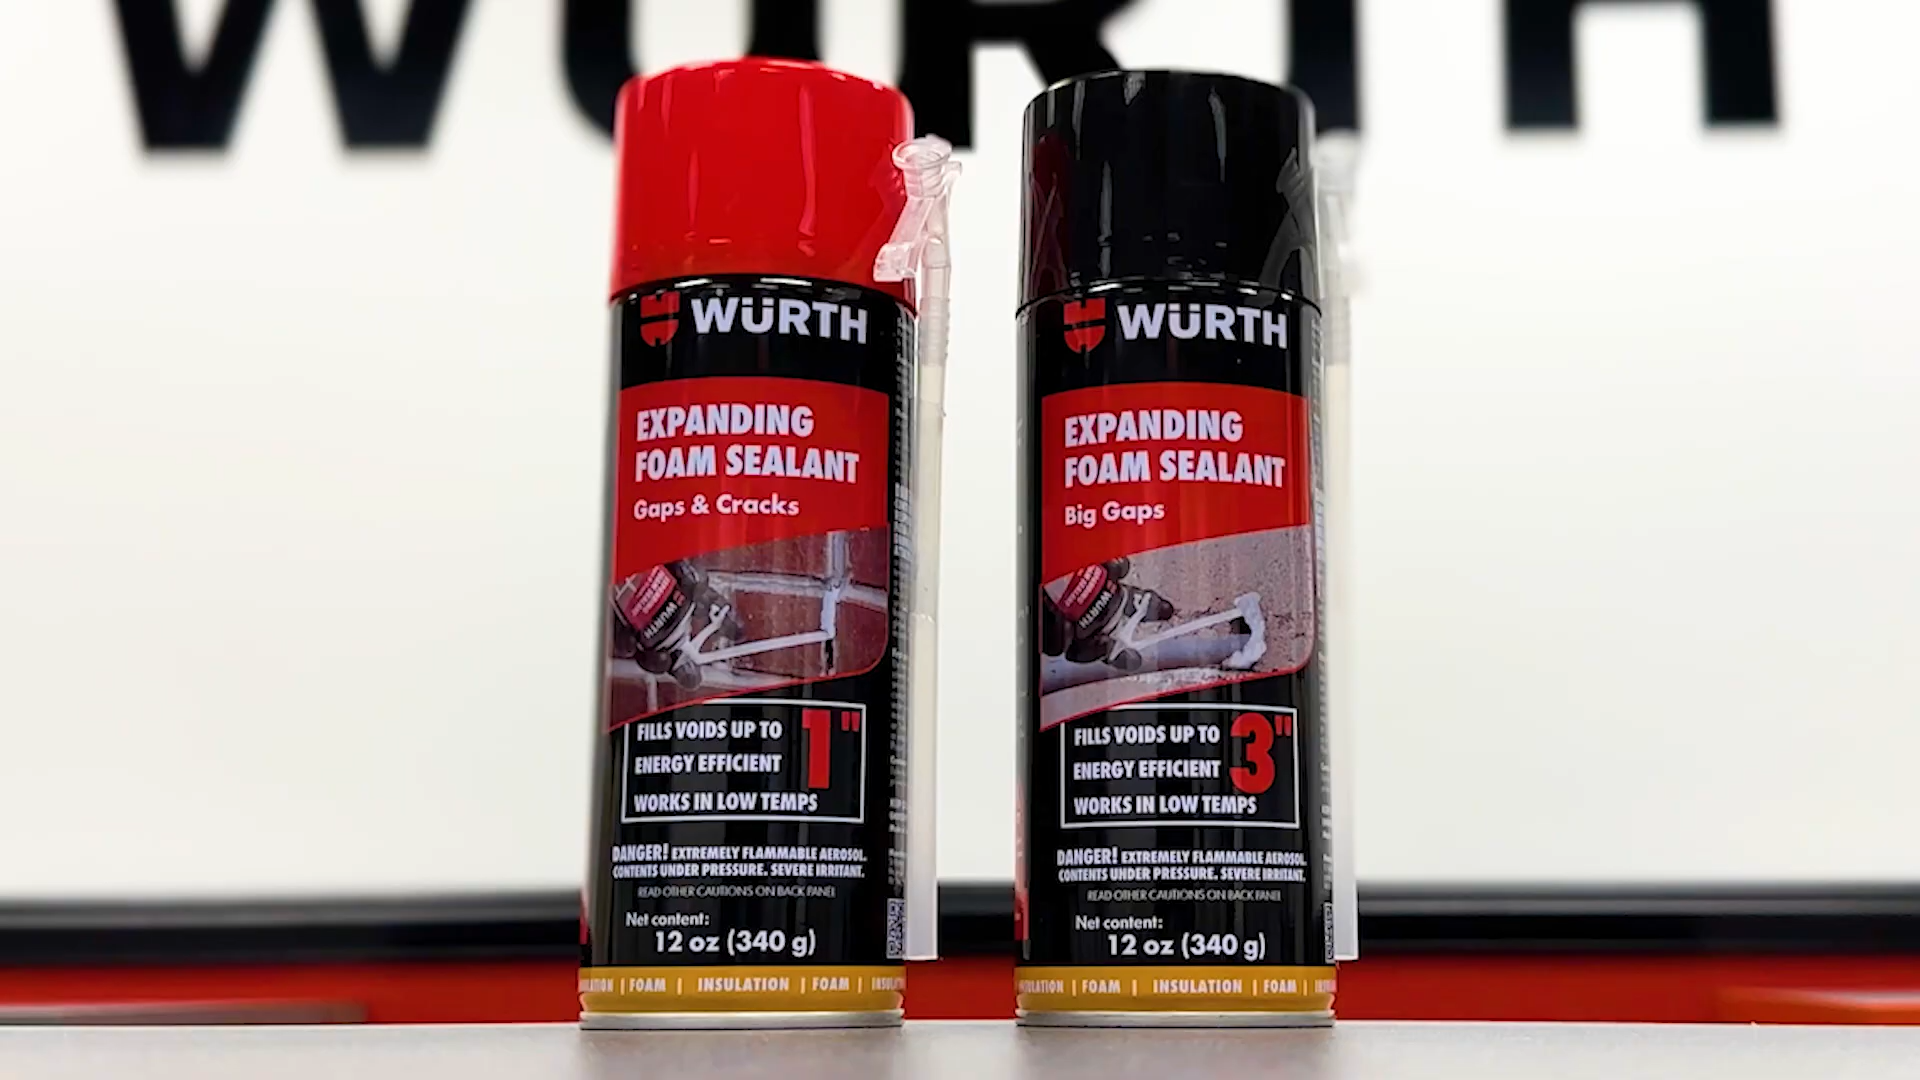 WURTH
WÜRTH
EXPANDING
FOAM SEALANT
Gaps & Cracks
WURTH
FILLS VOIDS UP TO 1"
ENERGY EFFICIENT
WORKS IN LOW TEMPS
DANGER! EXTREMELY FLAMMABLE AEROSOL.
CONTENTS UNDER PRESSURE. SEVERE IRRITANT.
READ OTHER CAUTIONS ON BACK PANEL
Net content:
12 oz (340 g)
FOAM | INSULATION | FOAM |
WÜRTH
EXPANDING
FOAM SEALANT
Big Gaps
WURTH
FILLS VOIDS UP TO 3"
ENERGY EFFICIENT
WORKS IN LOW TEMPS
DANGER! EXTREMELY FLAMMABLE AEROSOL.
CONTENTS UNDER PRESSURE. SEVERE IRRITANT.
READ OTHER CAUTIONS ON BACK PANEL
Net content:
12 oz (340 g)
| FOAM | INSULATION | FOAM |